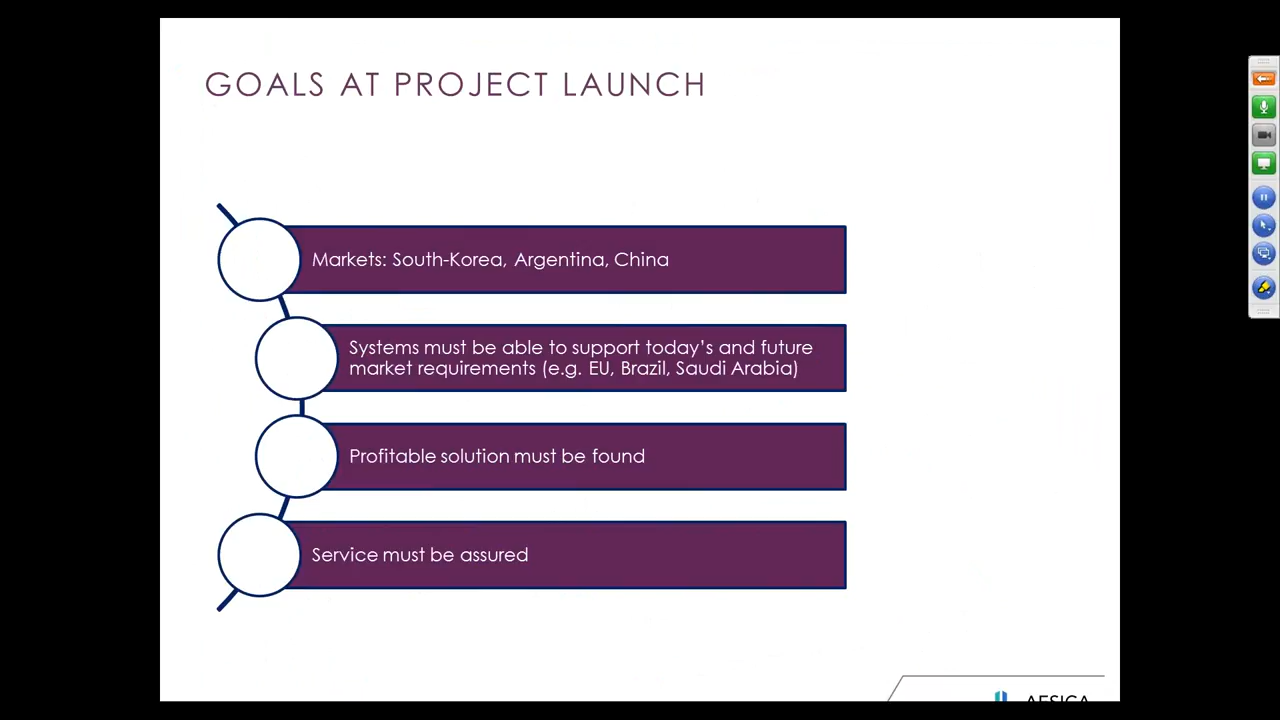 GOALS AT PROJECT LAUNCH
Markets: South-Korea, Argentina, China
Systems must be able to support today's and future
market requirements (e.g. EU, Brazil, Saudi Arabia)
Profitable solution must be found
Service must be assured
AESICA